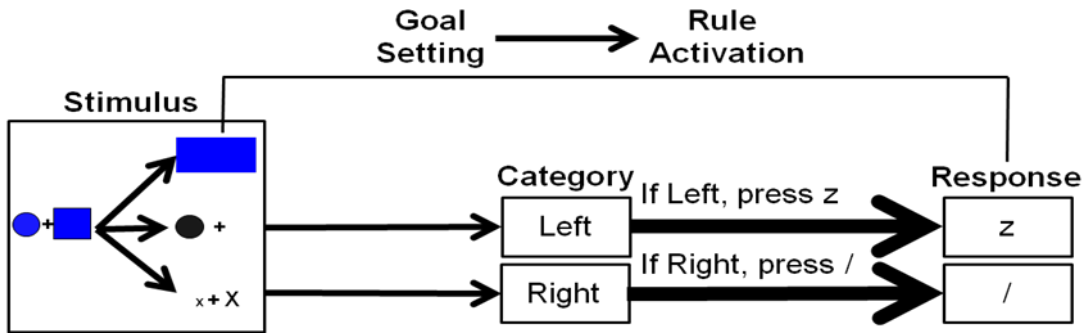 Goal Setting
Rule Activation
Stimulus
+
+
x + X
Category
Left
Right
If Left, press z
If Right, press /
Response
z
/